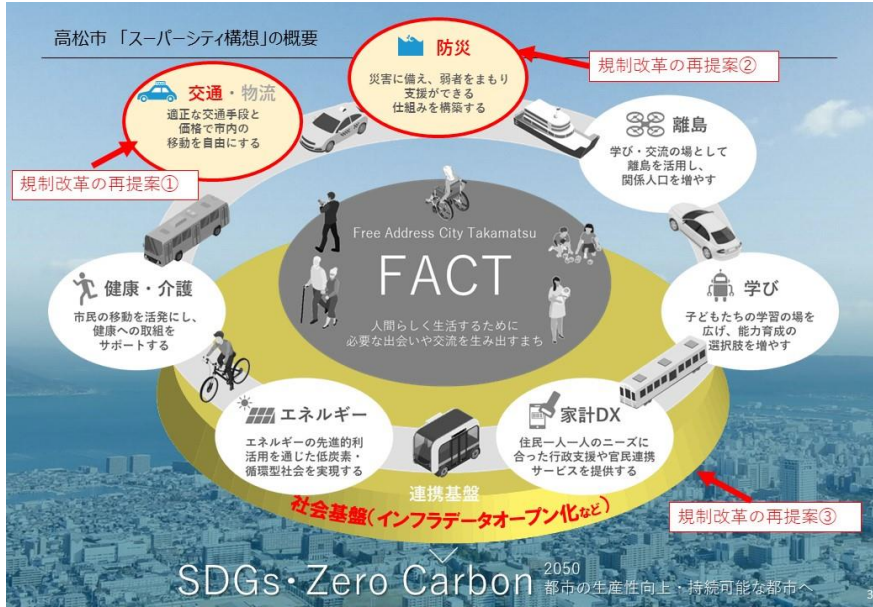 高松市 「スーパーシティ構想」の概要
防災
災害に備え、弱者をまもり
支援ができる
仕組みを構築する
規制改革の再提案②
交通・物流
適正な交通手段と
価格で市内の
移動を自由にする
規制改革の再提案①
離島
学び・交流の場として
離島を活用し、
関係人口を増やす
Free Address City Takamatsu
FACT
人間らしく生活するために
必要な出会いや交流を生み出すまち
健康・介護
市民の移動を活発にし、
健康への取組を
サポートする
学び
子どもたちの学習の場を
広げ、能力育成の
選択肢を増やす
エネルギー
エネルギーの先進的利
活用を通じた低炭素・
循環型社会を実現する
家計DX
住民一人一人のニーズに
合った行政支援や官民連携
サービスを提供する
連携基盤
社会基盤(インフラデータオープン化など)
規制改革の再提案③
SDGs・Zero Carbon
2050
都市の生産性向上・持続可能な都市へ
3